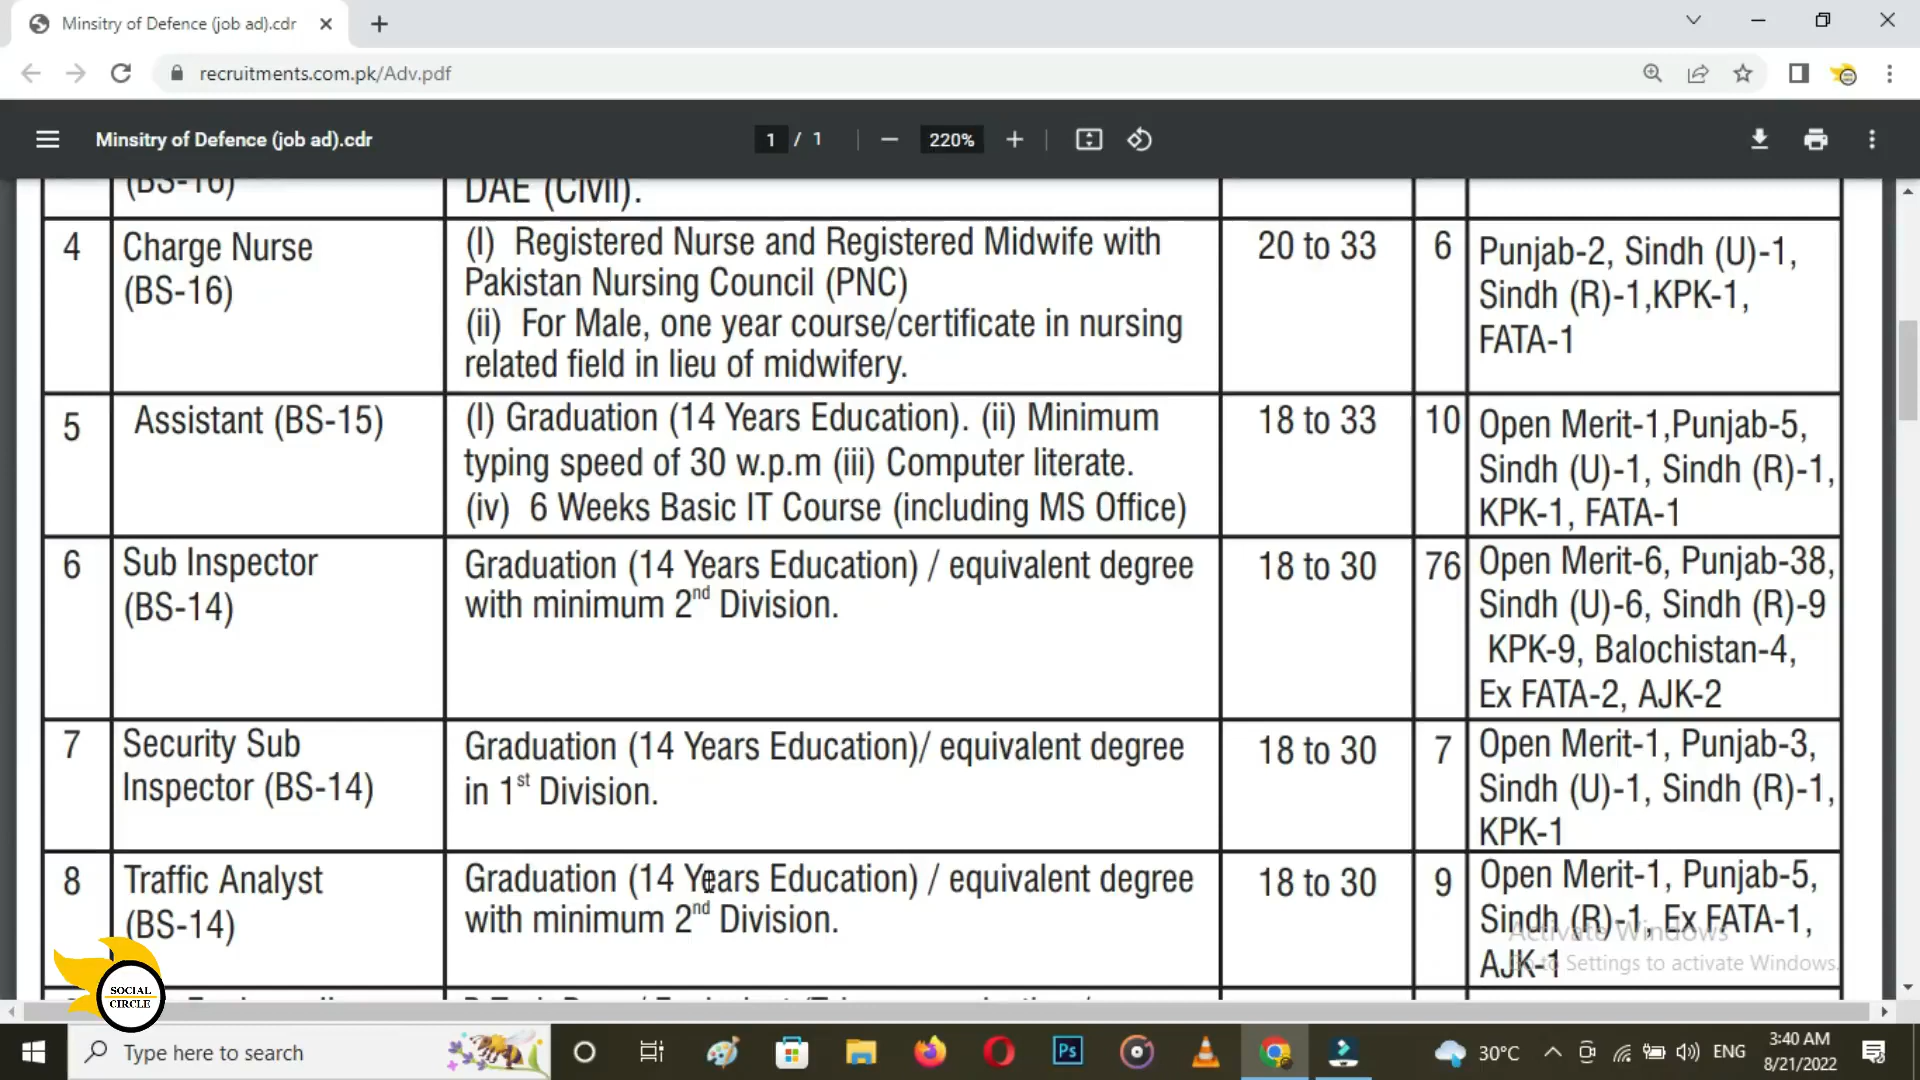 Minsitry of Defence (job ad).cdr
recruitments.com.pk/Adv.pdf
Minsitry of Defence (job ad).cdr
1 / 1
220%
(BS-16)
DAE (Civil).
4
Charge Nurse
(BS-16)
(I) Registered Nurse and Registered Midwife with
Pakistan Nursing Council (PNC)
(ii) For Male, one year course/certificate in nursing
related field in lieu of midwifery.
20 to 33
6
Punjab-2, Sindh (U)-1,
Sindh (R)-1,KPK-1,
FATA-1
5
Assistant (BS-15)
(I) Graduation (14 Years Education). (ii) Minimum
typing speed of 30 w.p.m (iii) Computer literate.
(iv) 6 Weeks Basic IT Course (including MS Office)
18 to 33
10
Open Merit-1,Punjab-5,
Sindh (U)-1, Sindh (R)-1,
KPK-1, FATA-1
6
Sub Inspector
(BS-14)
Graduation (14 Years Education) / equivalent degree
with minimum 2nd Division.
18 to 30
76
Open Merit-6, Punjab-38,
Sindh (U)-6, Sindh (R)-9
KPK-9, Balochistan-4,
Ex FATA-2, AJK-2
7
Security Sub
Inspector (BS-14)
Graduation (14 Years Education)/ equivalent degree
in 1st Division.
18 to 30
7
Open Merit-1, Punjab-3,
Sindh (U)-1, Sindh (R)-1,
KPK-1
8
Traffic Analyst
(BS-14)
Graduation (14 Years Education) / equivalent degree
with minimum 2nd Division.
18 to 30
9
Open Merit-1, Punjab-5,
Sindh (R)-1, Ex FATA-1,
AJK-1
Activate Windows
Go to Settings to activate Windows.
SOCIAL
CIRCLE
Type here to search
Ps
30°C
ENG
3:40 AM
8/21/2022